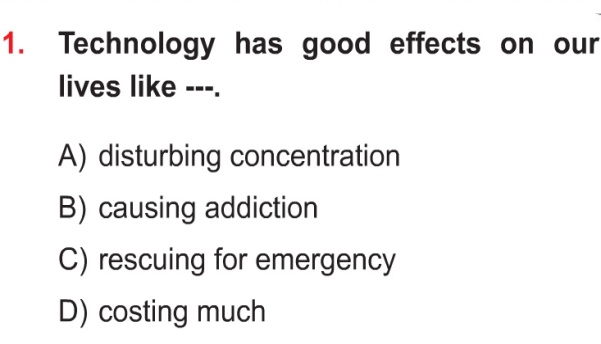 1. Technology has good effects on our
lives like ---.
A) disturbing concentration
B) causing addiction
C) rescuing for emergency
D) costing much